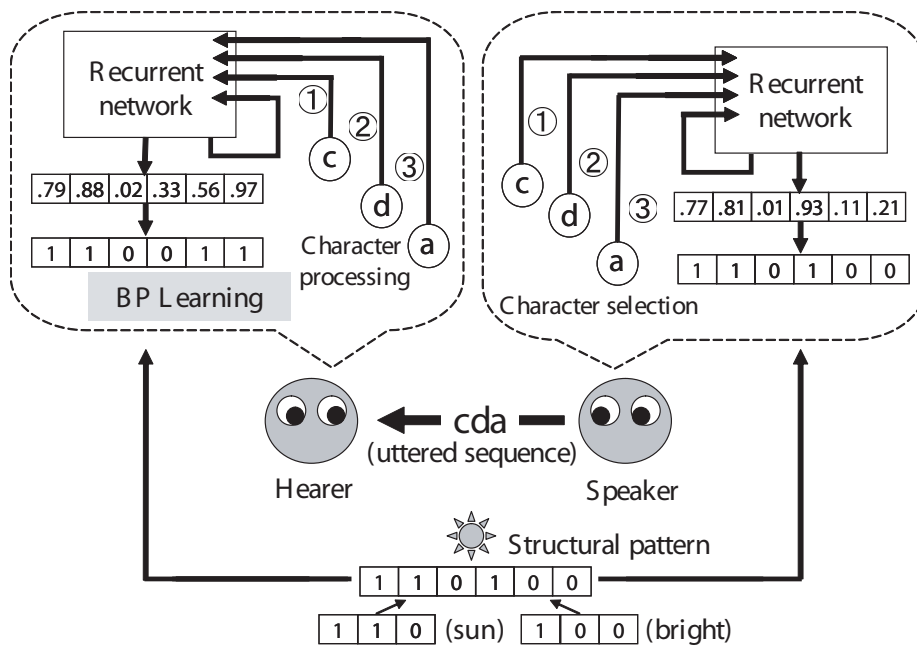 Recurrent
network
①
②
③
c
d
a
.79 .88 .02 .33 .56 .97
1 1 0 0 1 1
Character
processing
BP Learning
Recurrent
network
①
②
③
c
d
a
.77 .81 .01 .93 .11 .21
1 1 0 1 0 0
Character selection
cda
(uttered sequence)
Hearer
Speaker
Structural pattern
1 1 0 1 0 0
1 1 0 (sun)
1 0 0 (bright)